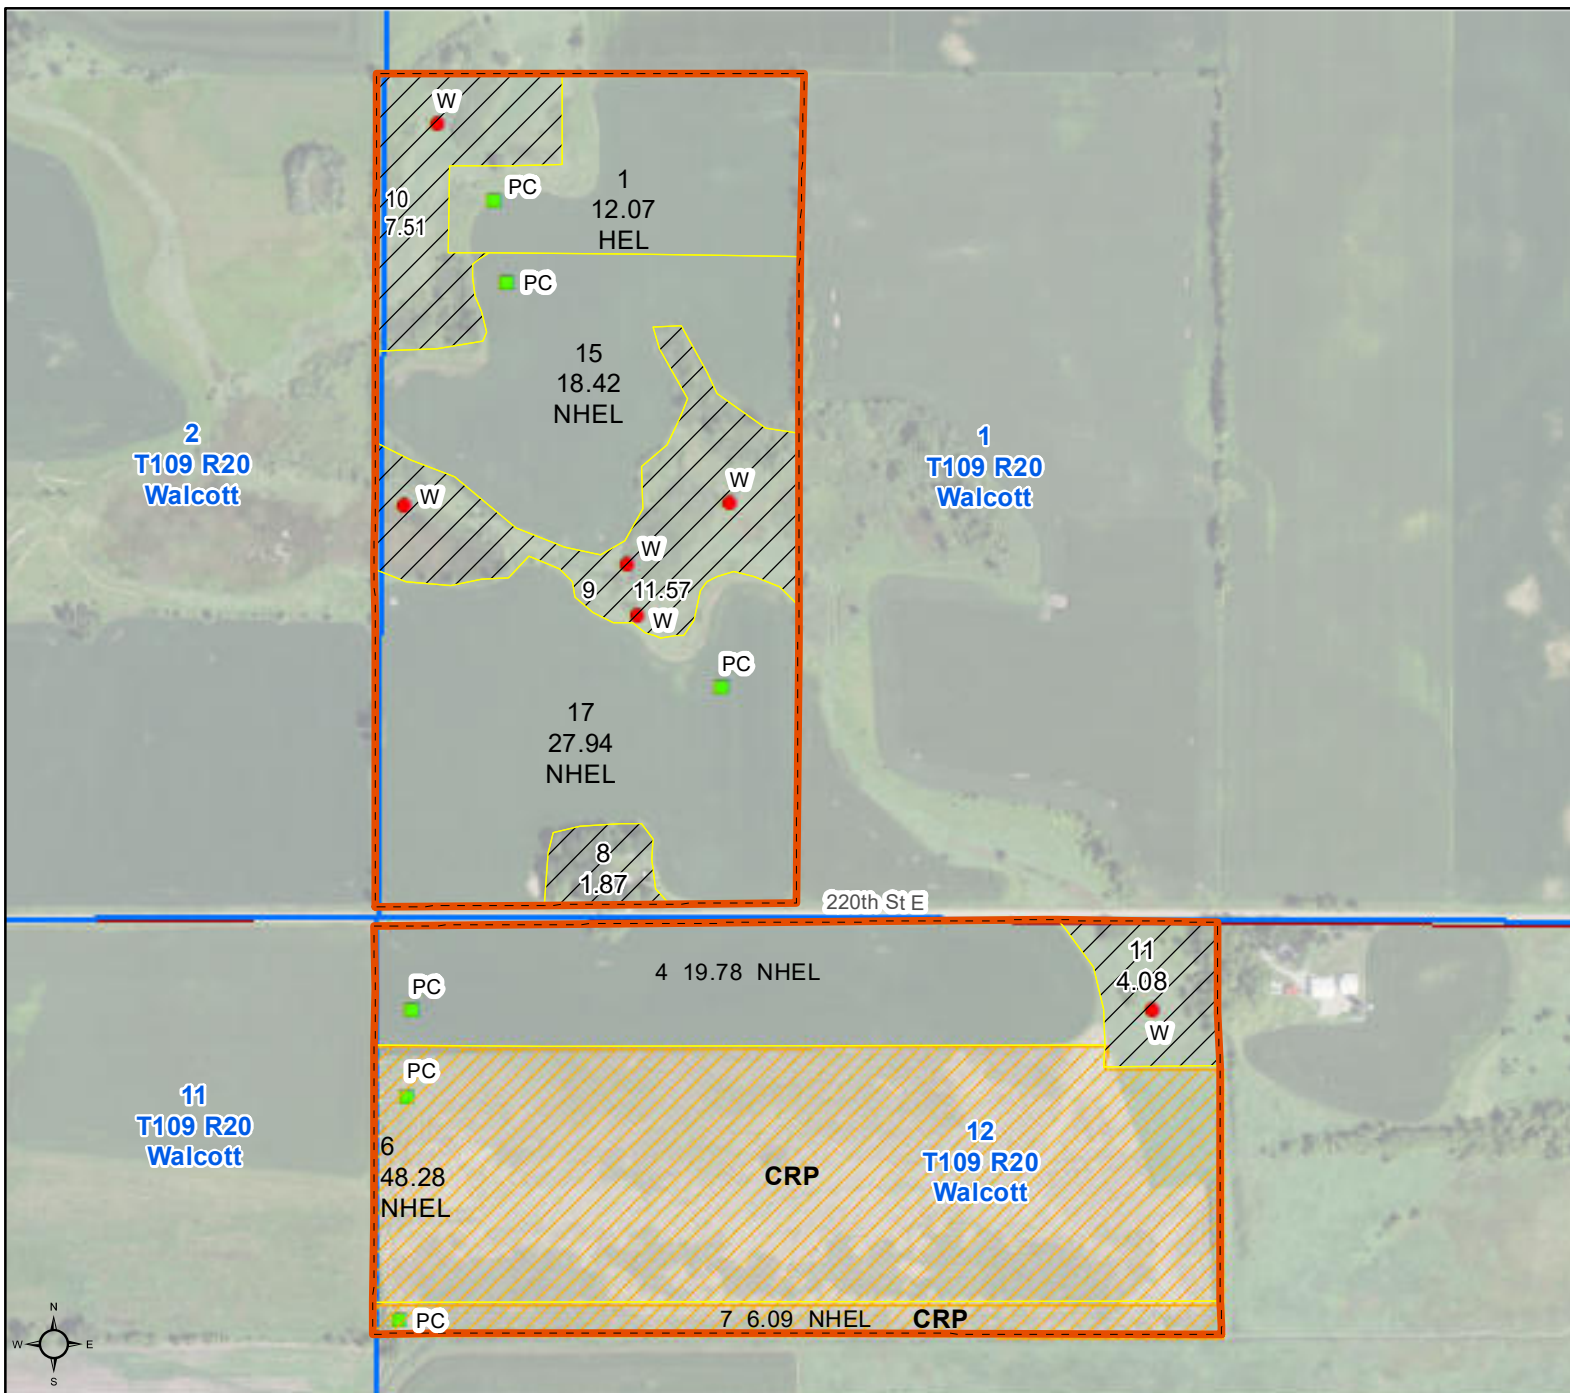 W
PC
1
12.07
HEL
10
7.51
PC
15
18.42
NHEL
2
T109 R20
Walcott
1
T109 R20
Walcott
W
W
W
9 11.57
W
PC
17
27.94
NHEL
8
1.87
220th St E
4 19.78 NHEL
11
4.08
W
PC
PC
11
T109 R20
Walcott
6
48.28
NHEL
CRP
12
T109 R20
Walcott
PC
7 6.09 NHEL CRP
N
W E
S